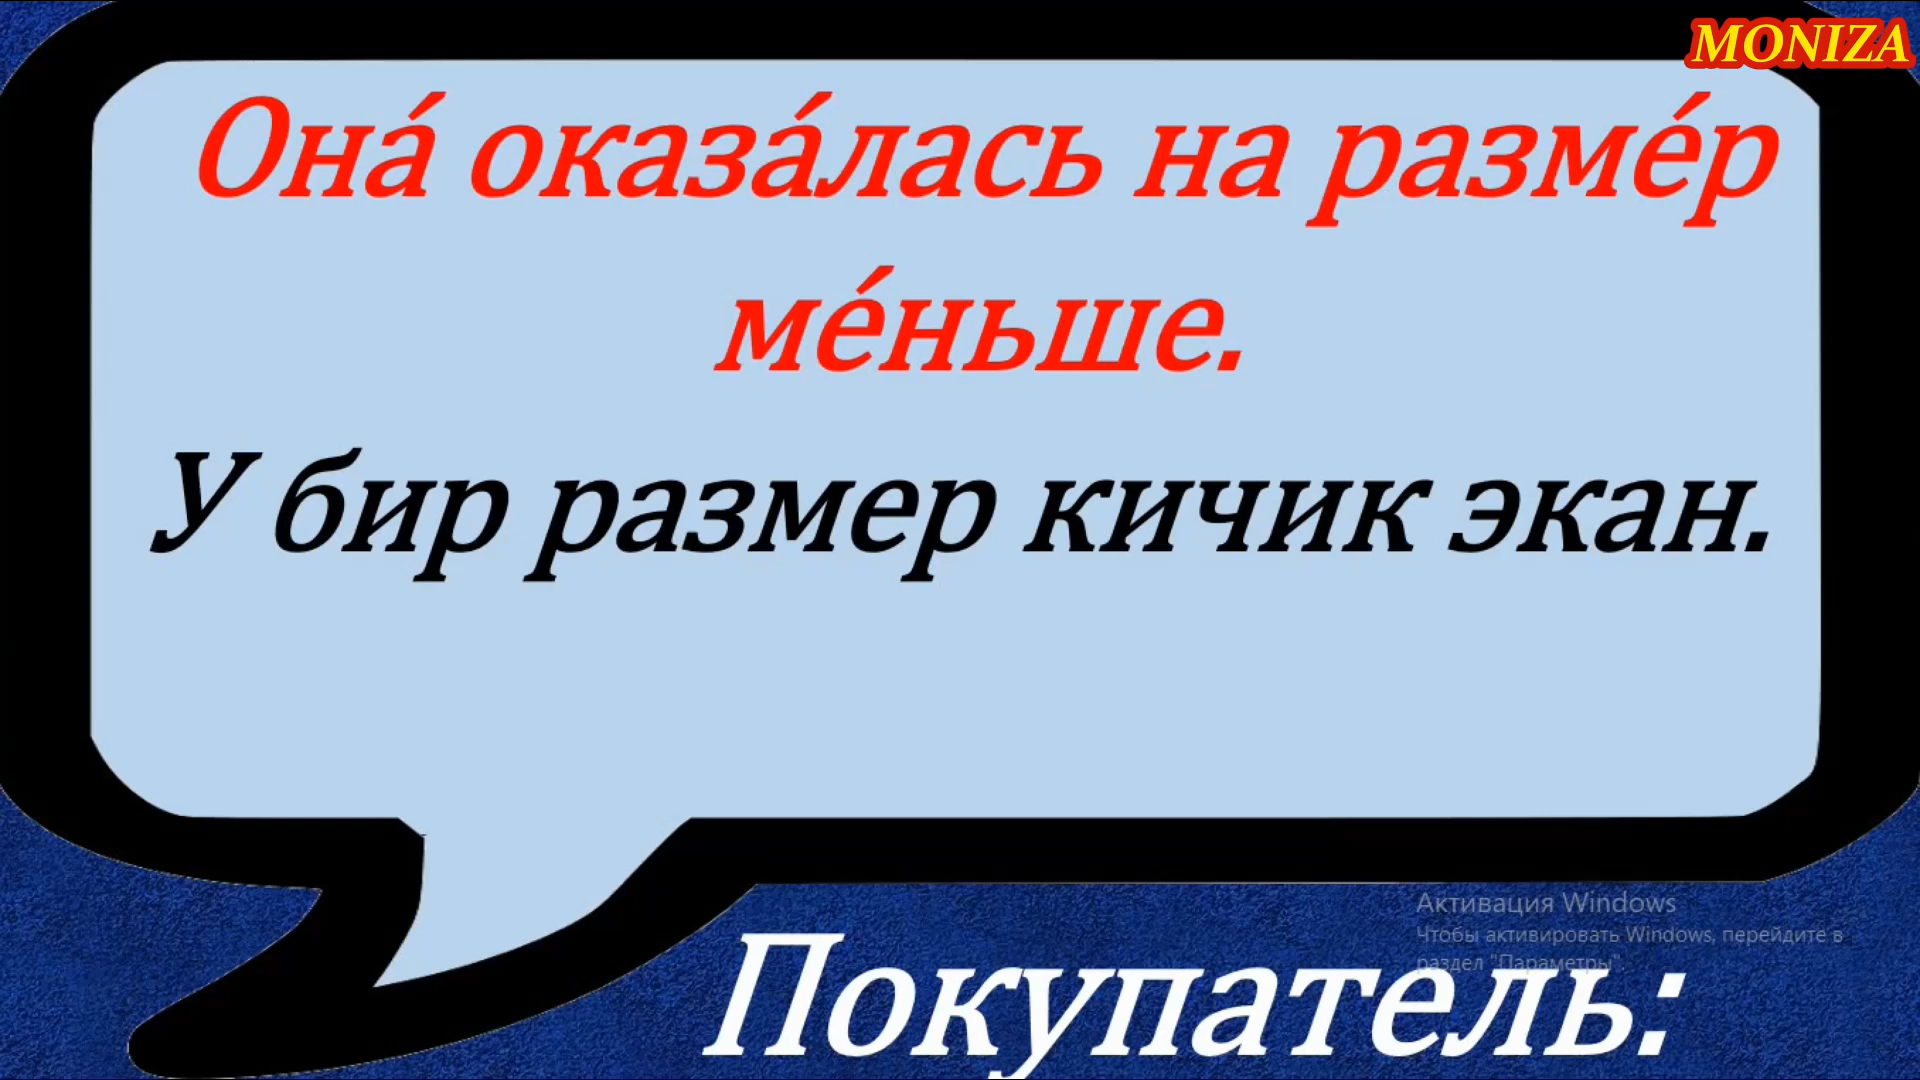 MONIZA
Она́ оказа́лась на разме́р
ме́ньше.
У бир размер кичик экан.
Активация Windows
Чтобы активировать Windows, перейдите в
раздел "Параметры".
Покупатель: